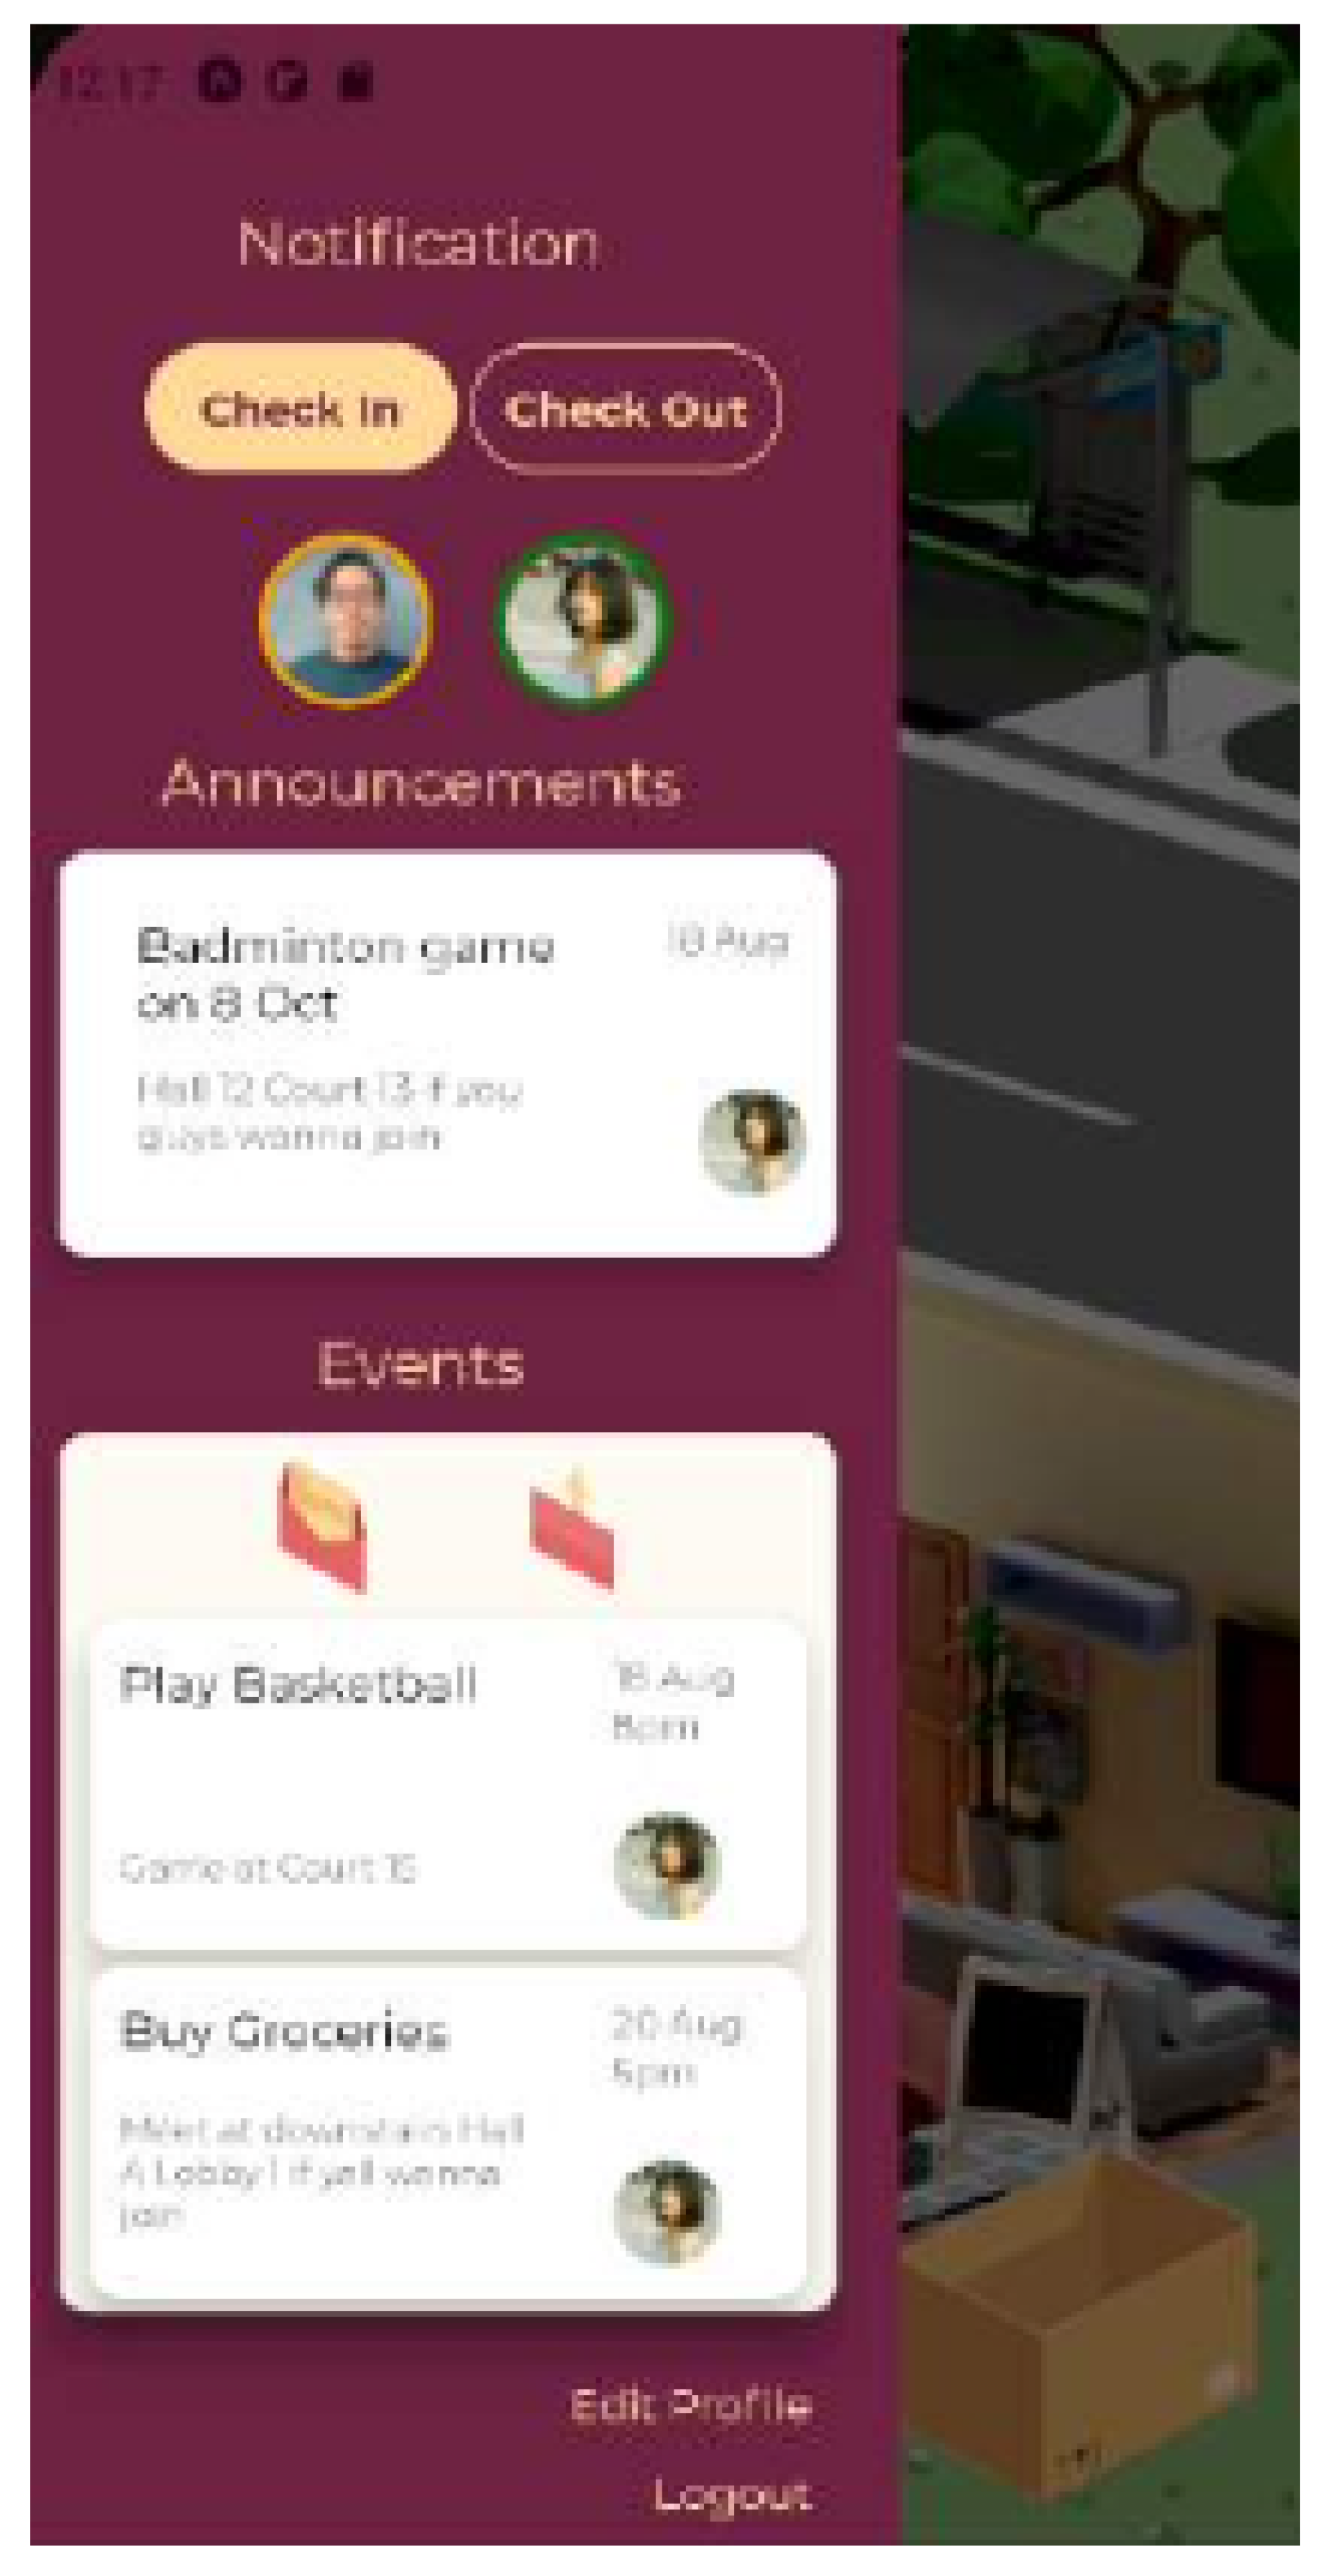 12:17
Notification
Check In
Check Out
Announcements
Badminton game
on 8 Oct
18 Aug
Hall 12 Court 13 if you
guys wanna join
Events
Play Basketball
18 Aug
8pm
Game at Court 15
Buy Groceries
20 Aug
5pm
Meet at downstairs Hall
A Lobby 1 if yall wanna
join
Edit Profile
Logout